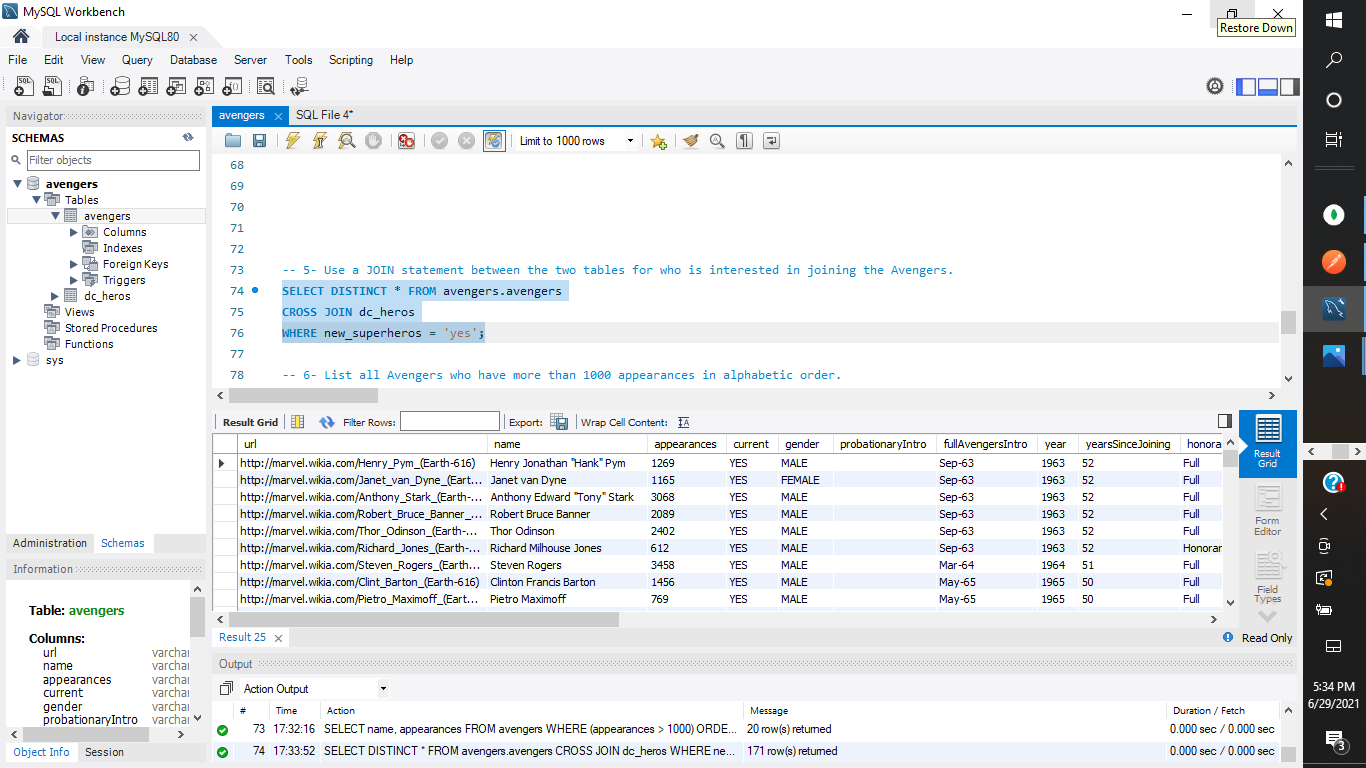 MySQL Workbench
Restore Down
Local instance MySQL80
File Edit View Query Database Server Tools Scripting Help
Navigator
SCHEMAS
Filter objects
avengers
Tables
avengers
Columns
Indexes
Foreign Keys
Triggers
dc_heros
Views
Stored Procedures
Functions
sys
Administration Schemas
Information
Table: avengers
Columns:
url varchar
name varchar
appearances varchar
current varchar
gender varchar
probationaryIntro varchar
Object Info Session
avengers SQL File 4*
Limit to 1000 rows
68
69
70
71
72
73 -- 5- Use a JOIN statement between the two tables for who is interested in joining the Avengers.
74 SELECT DISTINCT * FROM avengers.avengers
75 CROSS JOIN dc_heros
76 WHERE new_superheros = 'yes';
77
78 -- 6- List all Avengers who have more than 1000 appearances in alphabetic order.
Result Grid Filter Rows: Export: Wrap Cell Content:
url name appearances current gender probationaryIntro fullAvengersIntro year yearsSinceJoining honora
http://marvel.wikia.com/Henry_Pym_(Earth-616) Henry Jonathan "Hank" Pym 1269 YES MALE Sep-63 1963 52 Full
http://marvel.wikia.com/Janet_van_Dyne_(Eart... Janet van Dyne 1165 YES FEMALE Sep-63 1963 52 Full
http://marvel.wikia.com/Anthony_Stark_(Earth-... Anthony Edward "Tony" Stark 3068 YES MALE Sep-63 1963 52 Full
http://marvel.wikia.com/Robert_Bruce_Banner_... Robert Bruce Banner 2089 YES MALE Sep-63 1963 52 Full
http://marvel.wikia.com/Thor_Odinson_(Earth-... Thor Odinson 2402 YES MALE Sep-63 1963 52 Full
http://marvel.wikia.com/Richard_Jones_(Earth-... Richard Milhouse Jones 612 YES MALE Sep-63 1963 52 Honorar
http://marvel.wikia.com/Steven_Rogers_(Earth-... Steven Rogers 3458 YES MALE Mar-64 1964 51 Full
http://marvel.wikia.com/Clint_Barton_(Earth-616) Clinton Francis Barton 1456 YES MALE May-65 1965 50 Full
http://marvel.wikia.com/Pietro_Maximoff_(Eart... Pietro Maximoff 769 YES MALE May-65 1965 50 Full
Result Grid
Form Editor
Field Types
Result 25
Read Only
Output
Action Output
# Time Action Message Duration / Fetch
73 17:32:16 SELECT name, appearances FROM avengers WHERE (appearances > 1000) ORDE... 20 row(s) returned 0.000 sec / 0.000 sec
74 17:33:52 SELECT DISTINCT * FROM avengers.avengers CROSS JOIN dc_heros WHERE ne... 171 row(s) returned 0.000 sec / 0.000 sec
5:34 PM
6/29/2021
3